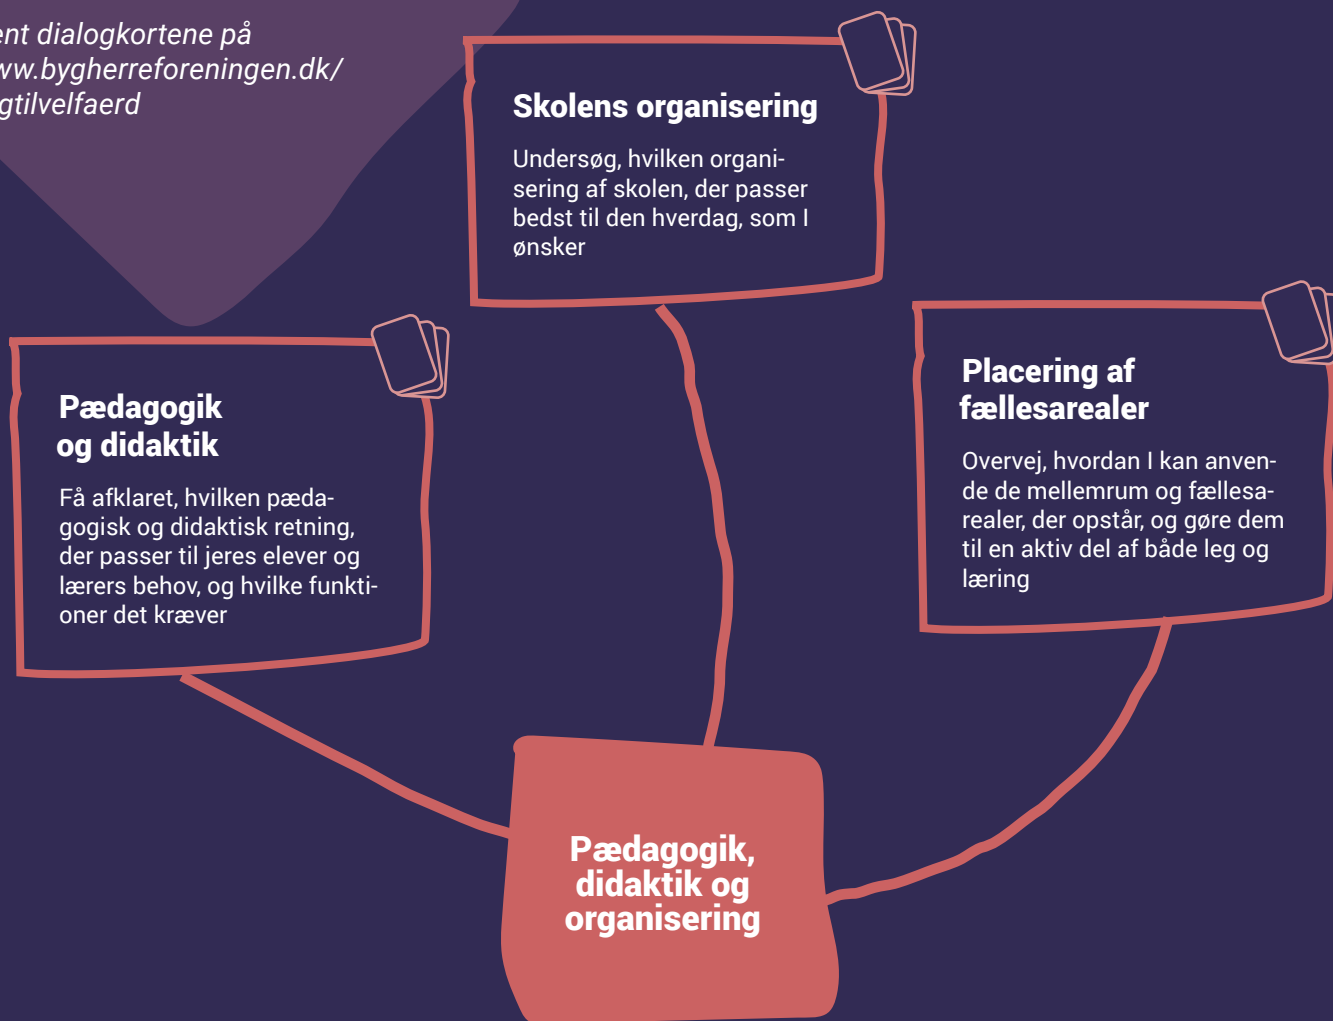 ent dialogkortene på
ww.bygherreforeningen.dk/
gtilvelfaerd
Skolens organisering
Undersøg, hvilken organi-
sering af skolen, der passer
bedst til den hverdag, som I
ønsker
Pædagogik
og didaktik
Få afklaret, hvilken pæda-
gogisk og didaktisk retning,
der passer til jeres elever og
lærers behov, og hvilke funkti-
oner det kræver
Placering af
fællesarealer
Overvej, hvordan I kan anven-
de de mellemrum og fællesa-
realer, der opstår, og gøre dem
til en aktiv del af både leg og
læring
Pædagogik,
didaktik og
organisering